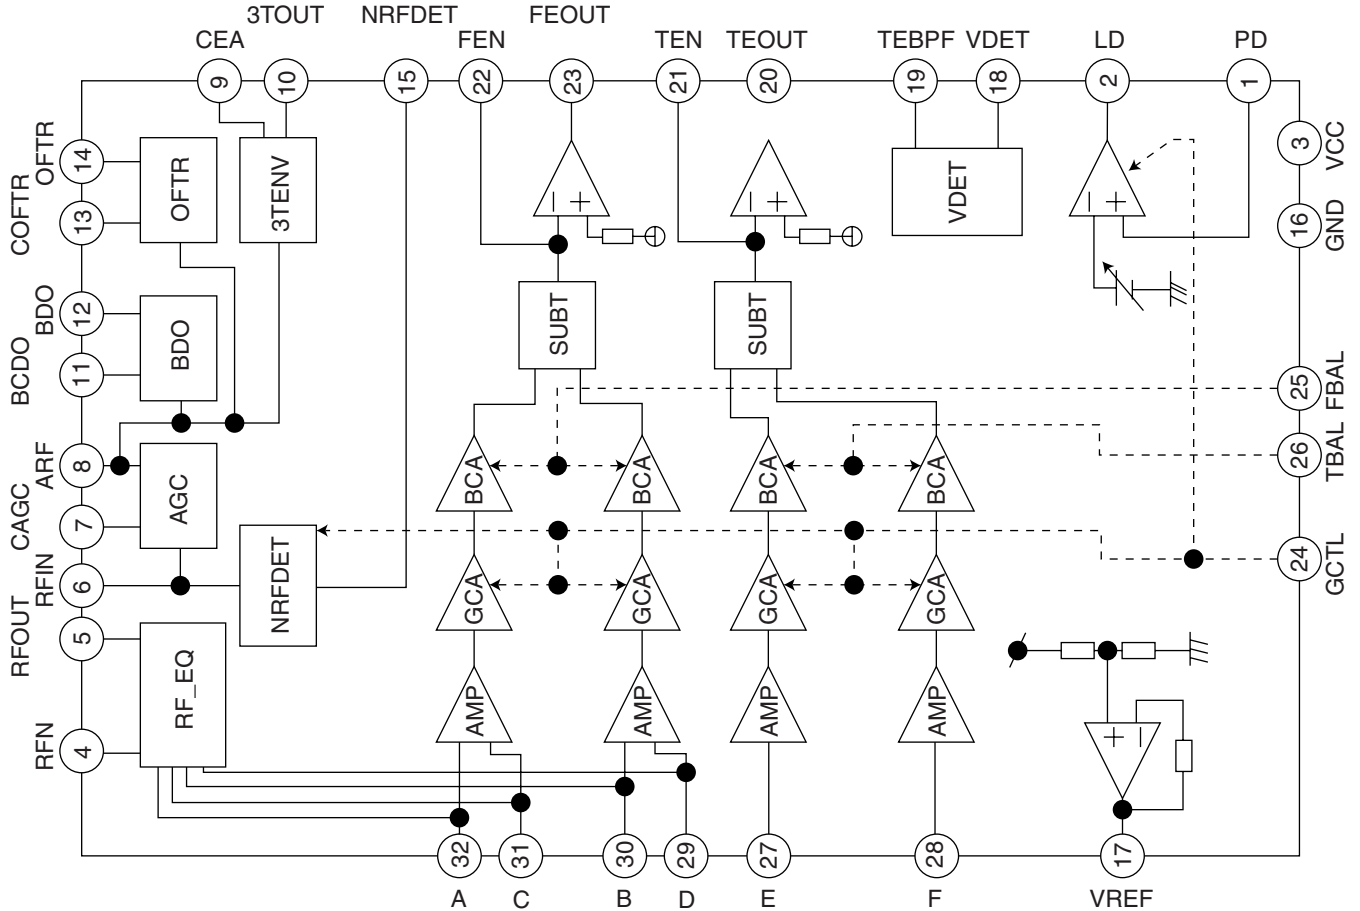 3TOUT NRFDET FEOUT
CEA FEN TEN TEOUT TEBPF VDET LD PD
9 10 15 22 23 21 20 19 18 2 1
OFTR 14 OFTR 3TENV 3 VCC
COFTR 13 − + − + VDET − + 16 GND
BDO 12 BDO SUBT SUBT
BCDO 11 25 FBAL
ARF 8 AGC BCA BCA BCA BCA 26 TBAL
CAGC 7
RFIN 6 NRFDET GCA GCA GCA GCA 24 GCTL
RFOUT 5 RF_EQ
RFN 4 AMP AMP AMP AMP + −
32 31 30 29 27 28 17
A C B D E F VREF